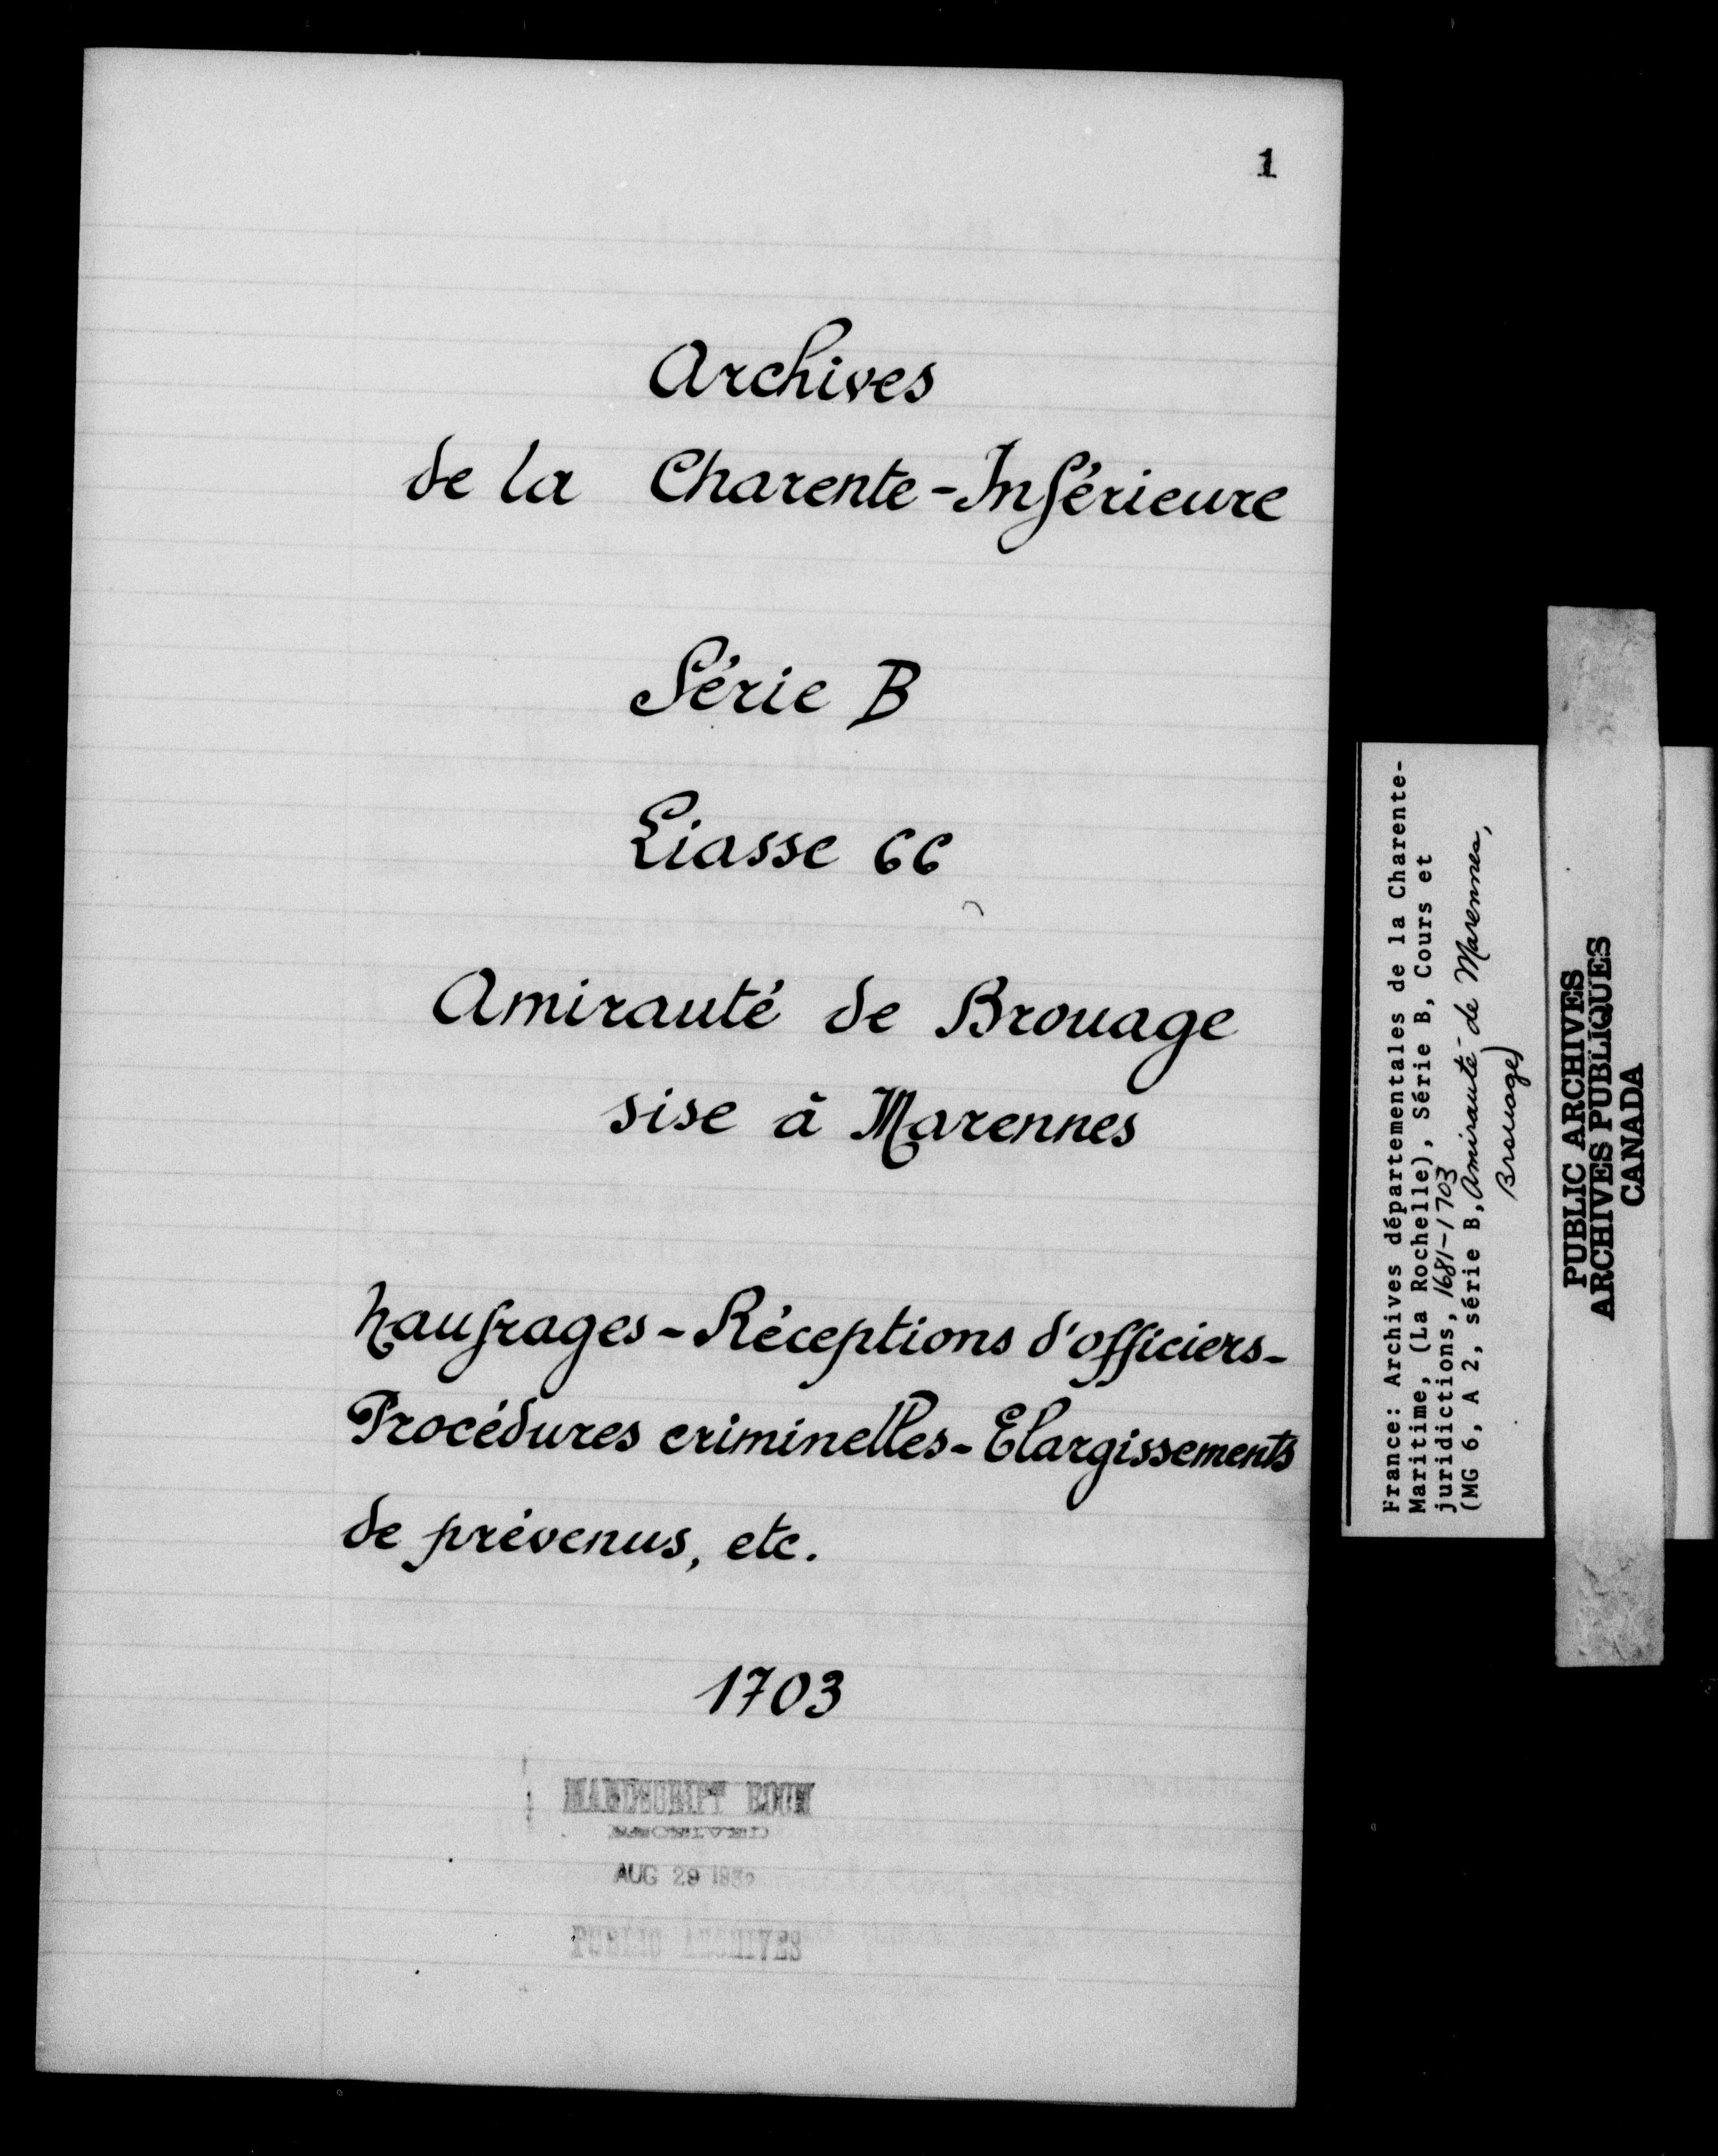 1
Archives
de la Charente-Inférieure
Série B
Liasse 66
Amirauté de Brouage
sise à Marennes
Naufrages - Réceptions d'officiers -
Procédures criminelles - Elargissements
de prévenus, etc.
1703
MANUSCRIPT ROOM
RECEIVED
AUG 29 1932
PUBLIC ARCHIVES
France: Archives départementales de la Charente-
Maritime, (La Rochelle), Série B, Cours et
juridictions, 1681-1703
(MG 6, A 2, série B, Amirauté de Marennes,
Brouage)
PUBLIC ARCHIVES
ARCHIVES PUBLIQUES
CANADA